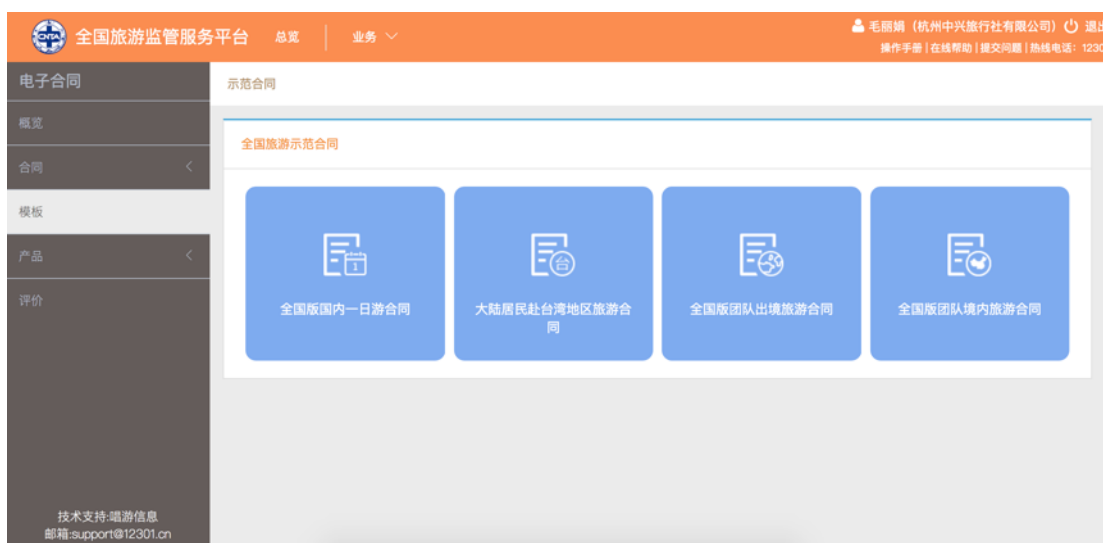 CNTA
全国旅游监管服务平台 总览 业务
毛丽娟（杭州中兴旅行社有限公司） 退出
操作手册|在线帮助|提交问题|热线电话：1230
电子合同
示范合同
概览
全国旅游示范合同
合同
模板
产品
评价
1
台
全国版国内一日游合同
大陆居民赴台湾地区旅游合
同
全国版团队出境旅游合同
全国版团队境内旅游合同
技术支持:唱游信息
邮箱:support@12301.cn